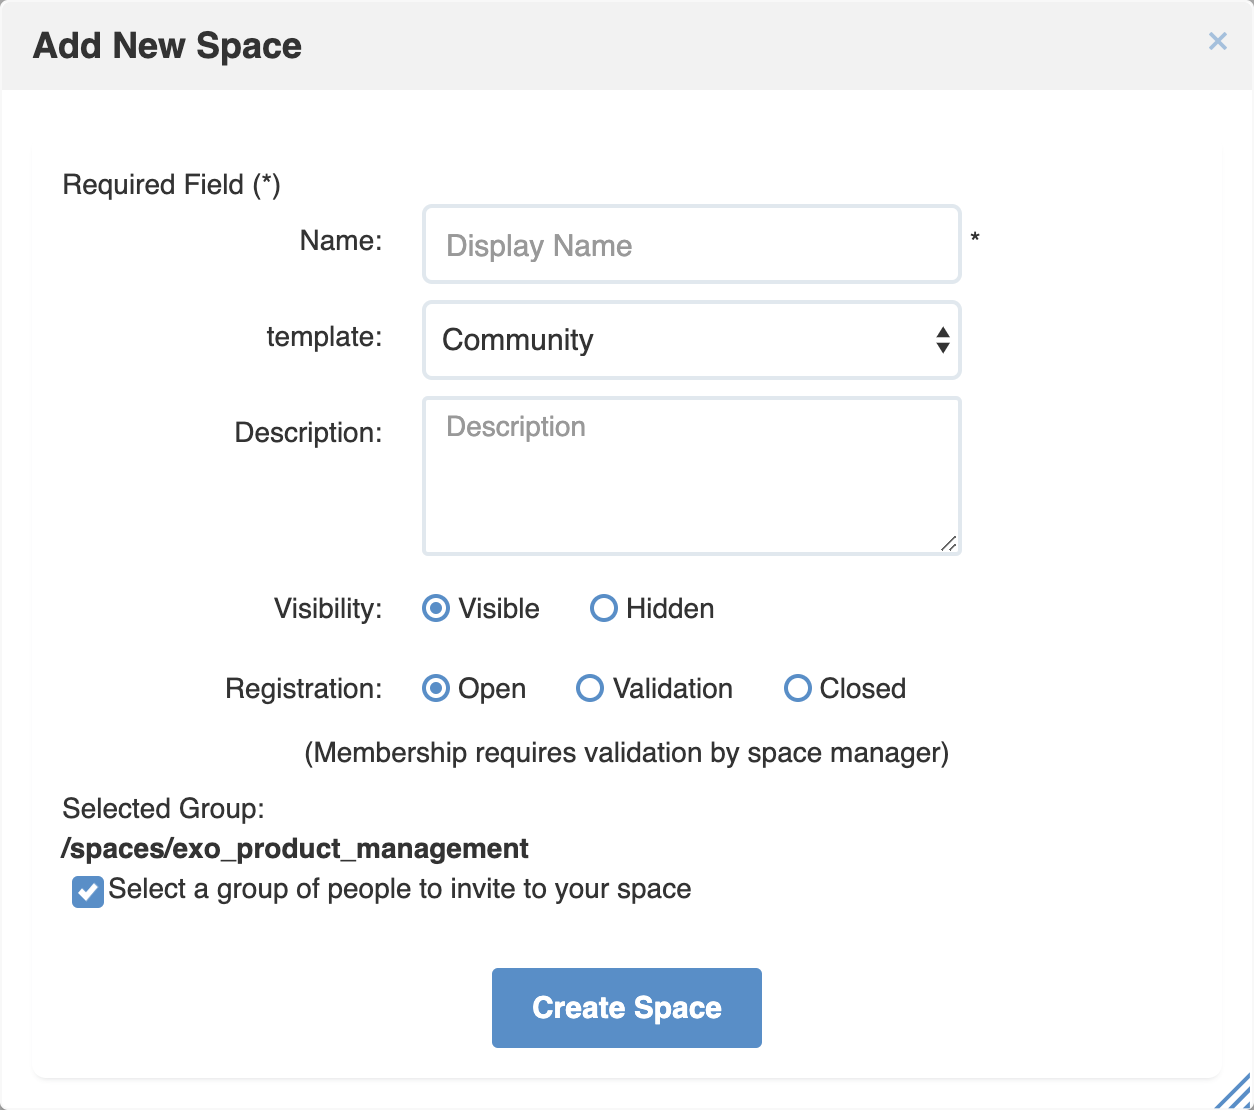 Add New Space
Required Field (*)
Name: Display Name *
template: Community
Description: Description
Visibility: Visible Hidden
Registration: Open Validation Closed
(Membership requires validation by space manager)
Selected Group:
/spaces/exo_product_management
Select a group of people to invite to your space
Create Space